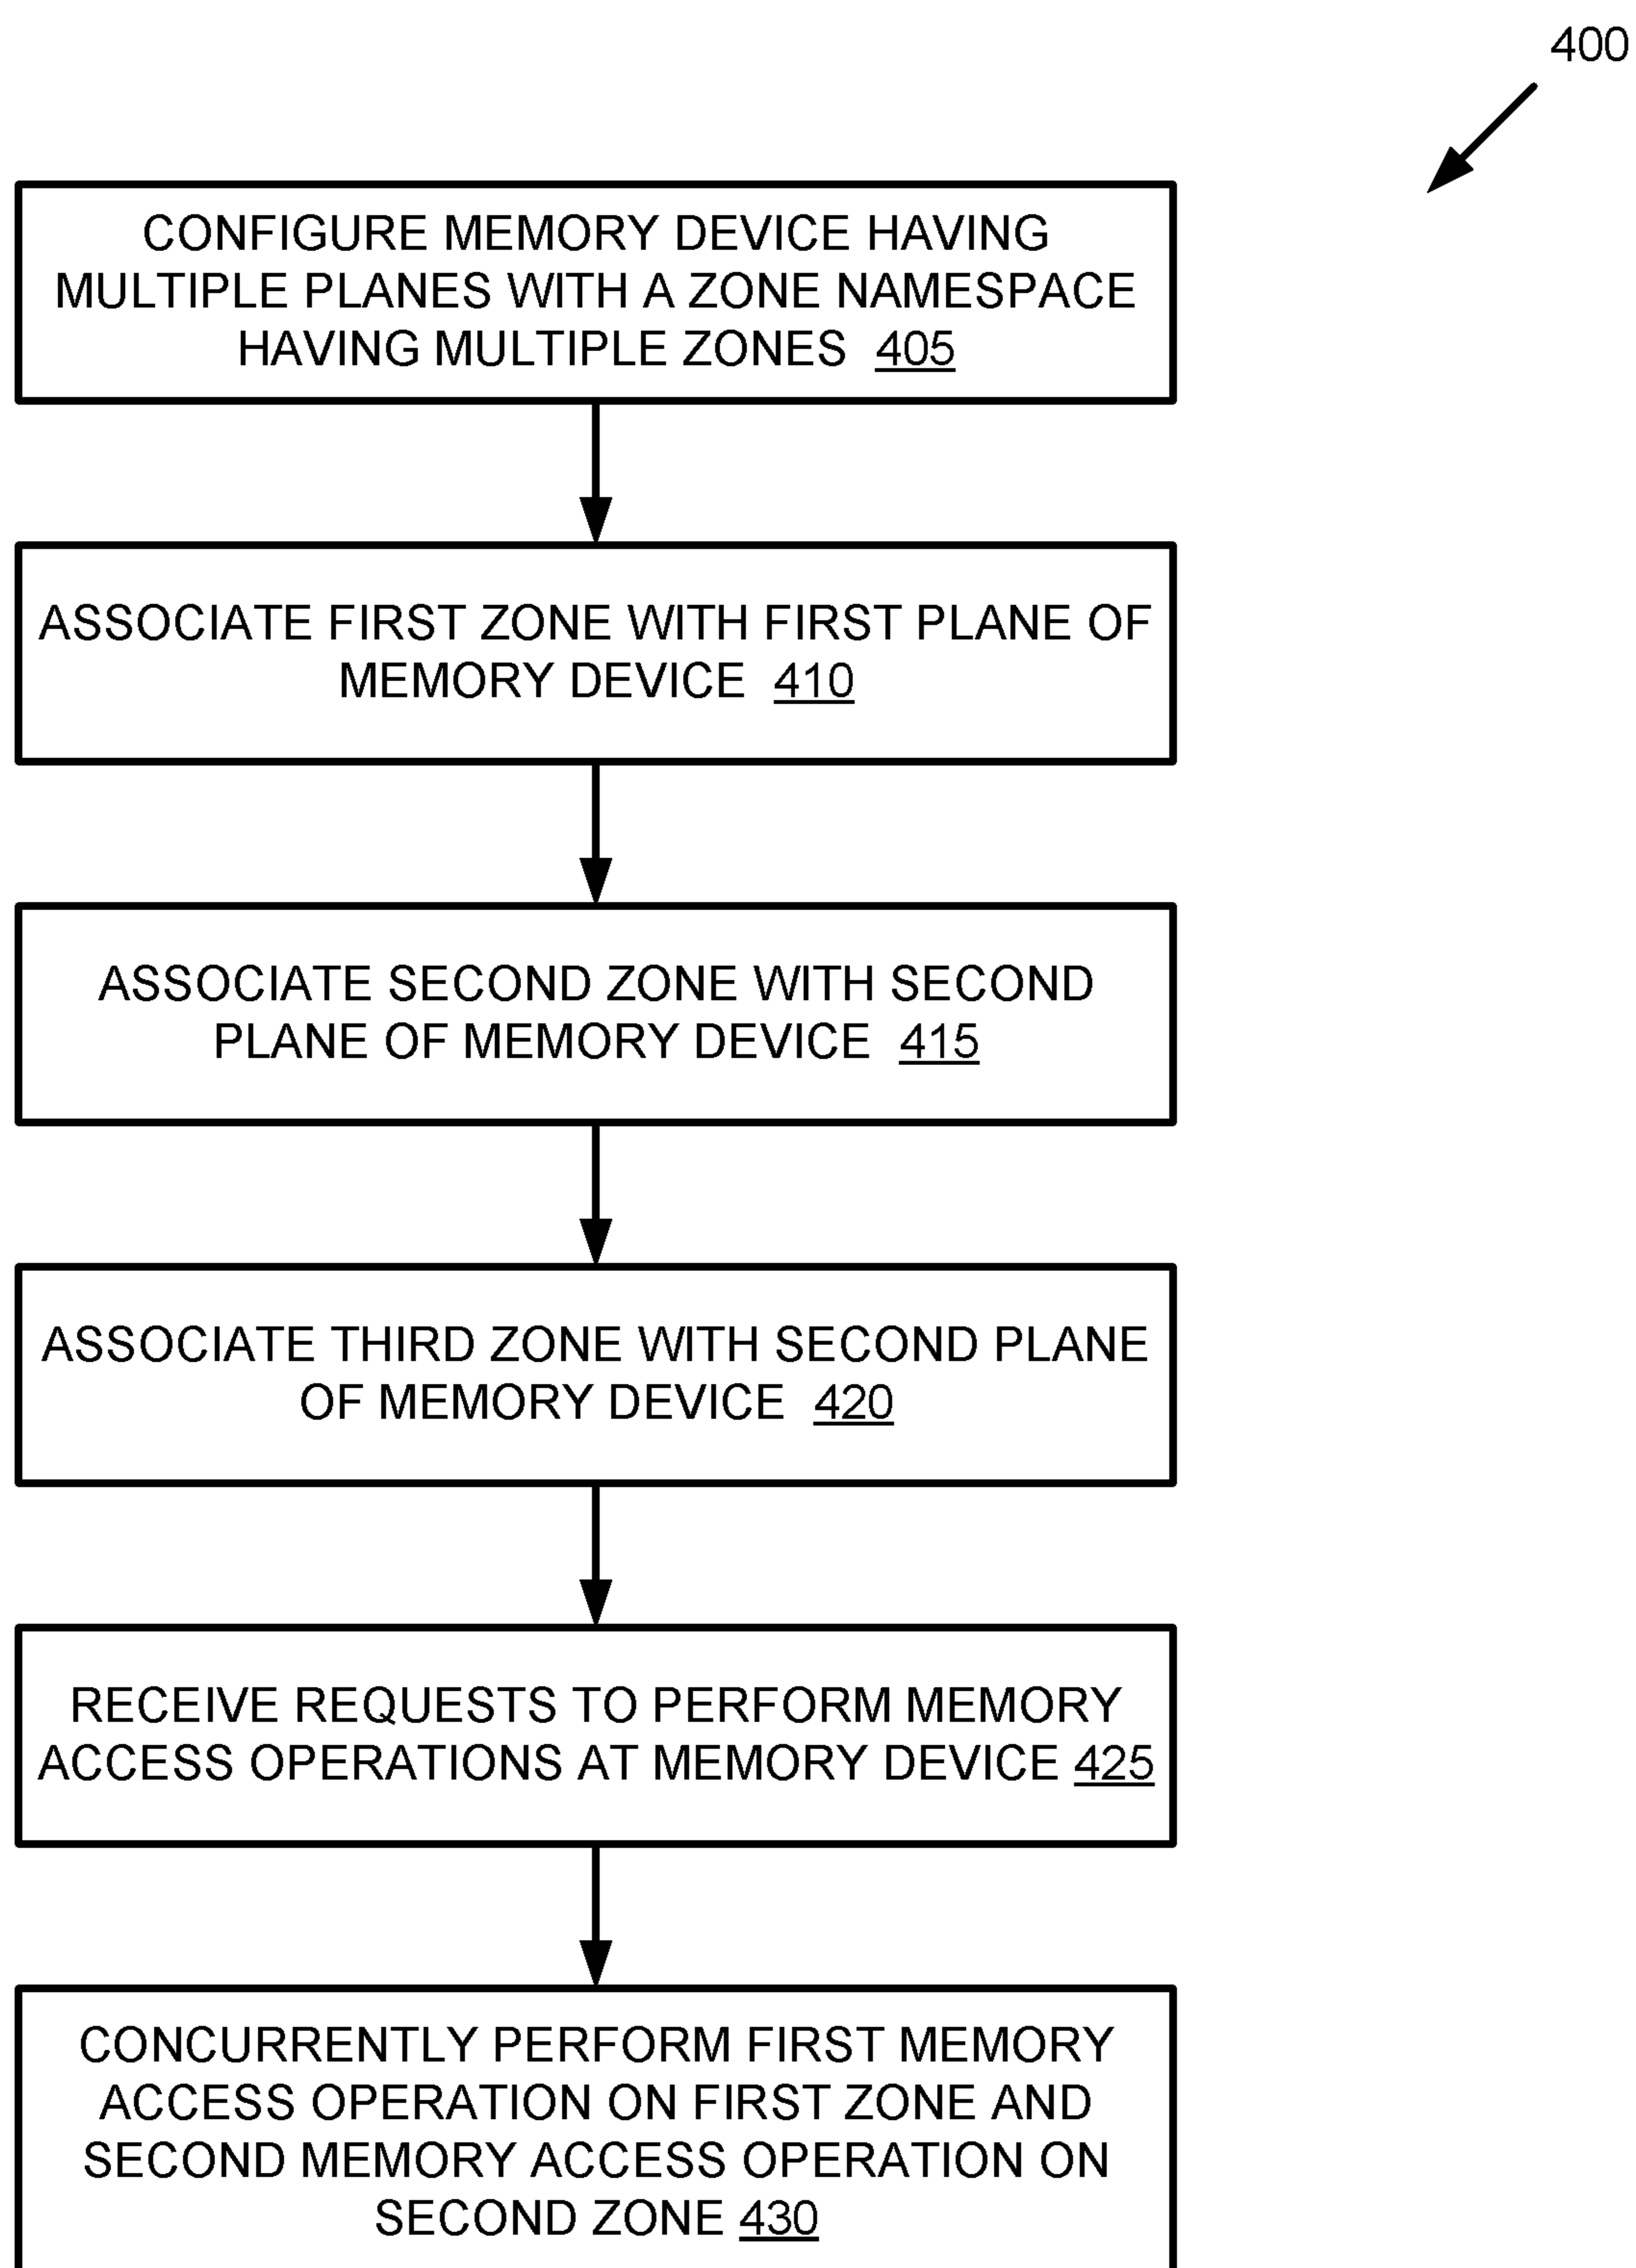 400
CONFIGURE MEMORY DEVICE HAVING
MULTIPLE PLANES WITH A ZONE NAMESPACE
HAVING MULTIPLE ZONES 405
ASSOCIATE FIRST ZONE WITH FIRST PLANE OF
MEMORY DEVICE 410
ASSOCIATE SECOND ZONE WITH SECOND
PLANE OF MEMORY DEVICE 415
ASSOCIATE THIRD ZONE WITH SECOND PLANE
OF MEMORY DEVICE 420
RECEIVE REQUESTS TO PERFORM MEMORY
ACCESS OPERATIONS AT MEMORY DEVICE 425
CONCURRENTLY PERFORM FIRST MEMORY
ACCESS OPERATION ON FIRST ZONE AND
SECOND MEMORY ACCESS OPERATION ON
SECOND ZONE 430